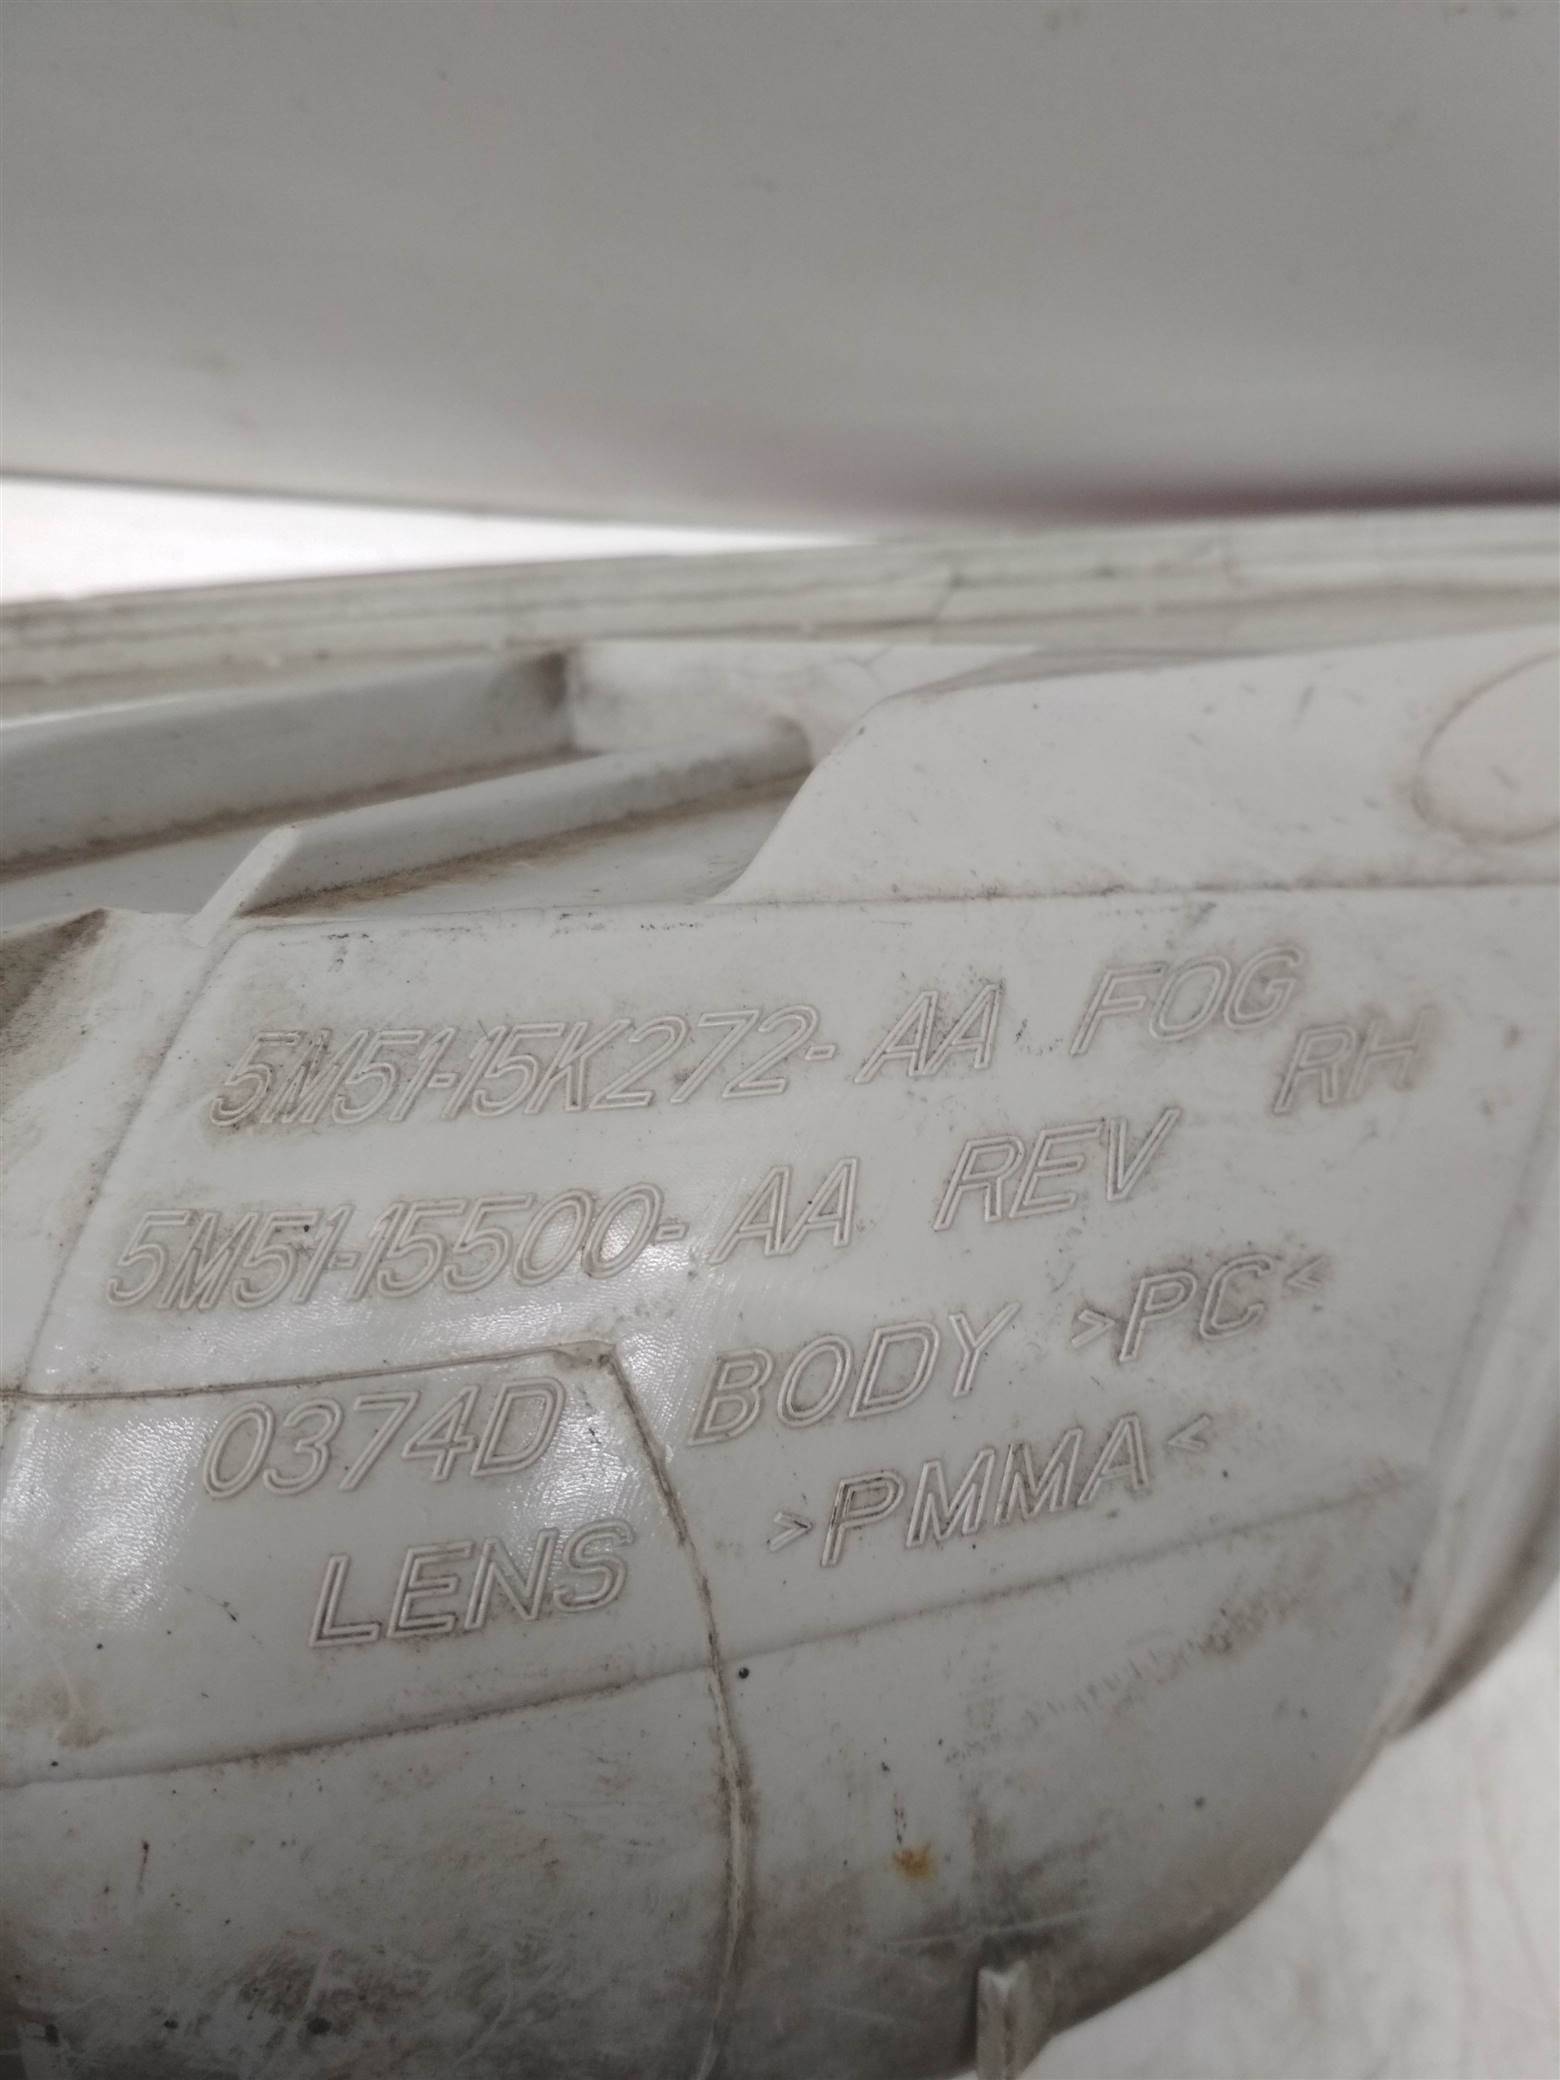 5M51-15K272-AA FOG
RH
5M51-15500-AA REV
0374D BODY >PC<
LENS >PMMA<